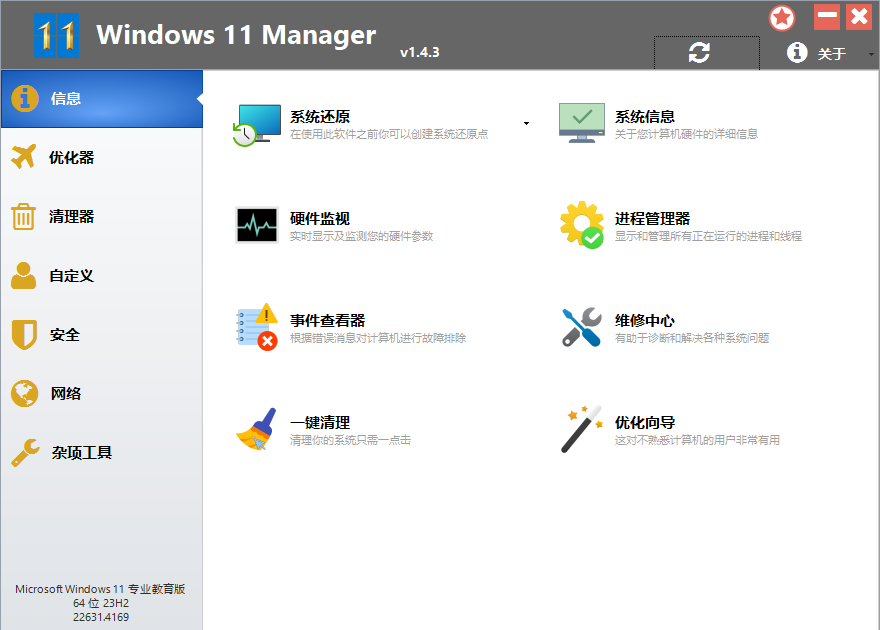 11 Windows 11 Manager
v1.4.3
关于
信息
优化器
清理器
自定义
安全
网络
杂项工具
系统还原
在使用此软件之前你可以创建系统还原点
系统信息
关于您计算机硬件的详细信息
硬件监视
实时显示及监测您的硬件参数
进程管理器
显示和管理所有正在运行的进程和线程
事件查看器
根据错误消息对计算机进行故障排除
维修中心
有助于诊断和解决各种系统问题
一键清理
清理你的系统只需一点击
优化向导
这对不熟悉计算机的用户非常有用
Microsoft Windows 11 专业教育版
64 位 23H2
22631.4169